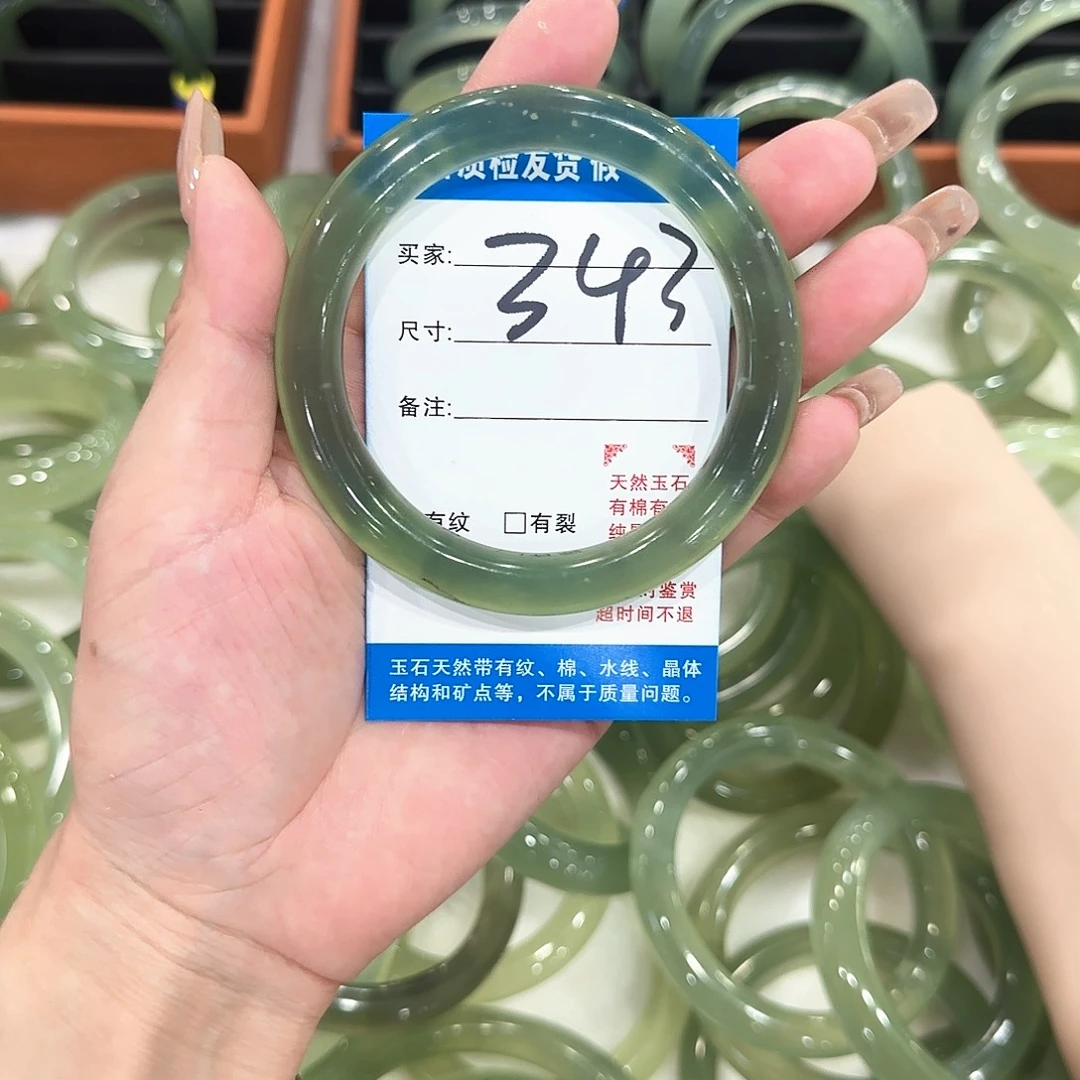 质检发货 假
买家: 343
尺寸:
备注:
有纹 □有裂
天然玉石
有棉有
鉴赏
超时间不退
玉石天然带有纹、棉、水线、晶体
结构和矿点等，不属于质量问题。